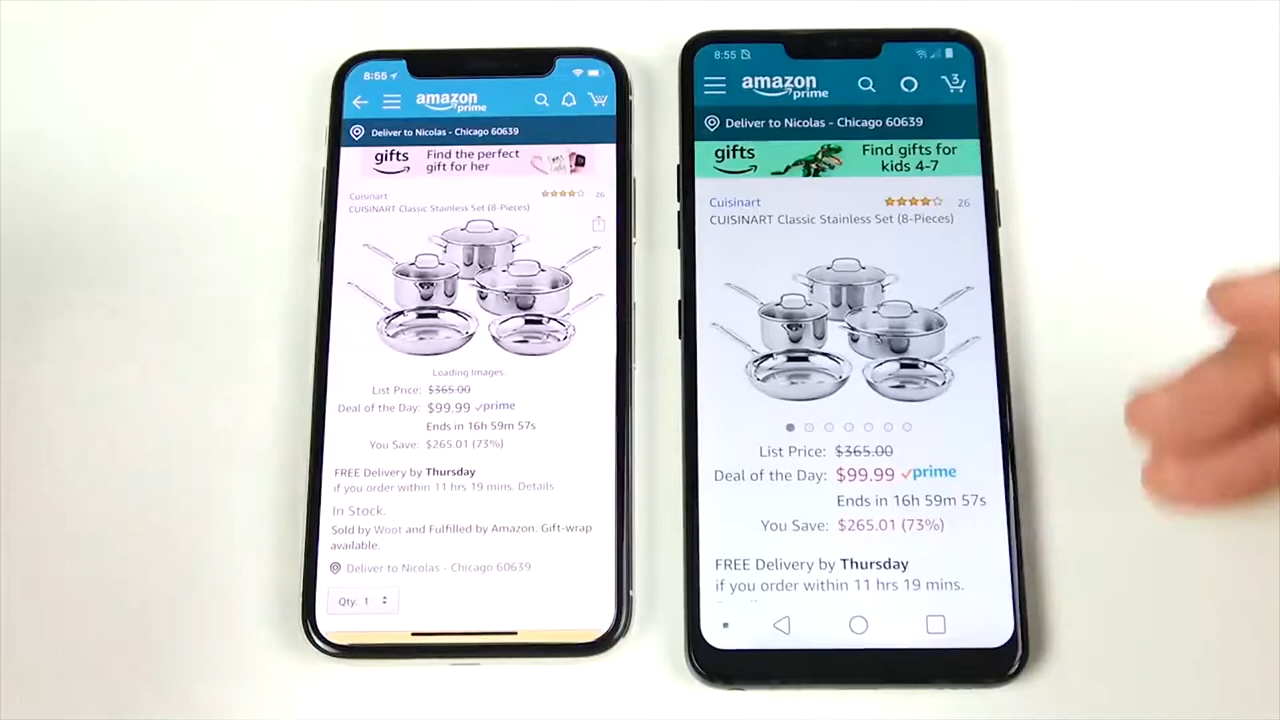 8:55
amazon
prime
Deliver to Nicolas - Chicago 60639
gifts
Find the perfect
gift for her
Cuisinart
26
CUISINART Classic Stainless Set (8-Pieces)
Loading Images.
List Price: $365.00
Deal of the Day: $99.99 prime
Ends in 16h 59m 57s
You Save: $265.01 (73%)
FREE Delivery by Thursday
if you order within 11 hrs 19 mins. Details
In Stock.
Sold by Woot and Fulfilled by Amazon. Gift-wrap
available.
Deliver to Nicolas - Chicago 60639
Qty: 1
8:55
amazon
prime
3
Deliver to Nicolas - Chicago 60639
gifts
Find gifts for
kids 4-7
Cuisinart
26
CUISINART Classic Stainless Set (8-Pieces)
List Price: $365.00
Deal of the Day: $99.99 prime
Ends in 16h 59m 57s
You Save: $265.01 (73%)
FREE Delivery by Thursday
if you order within 11 hrs 19 mins.